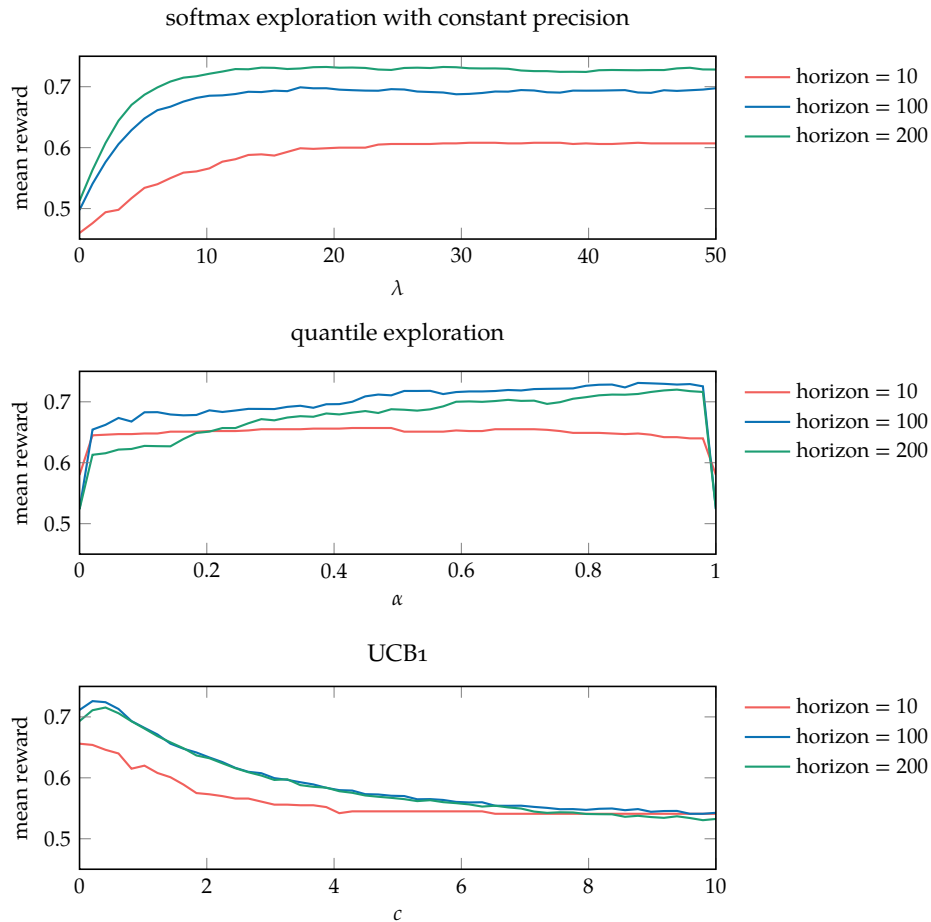 softmax exploration with constant precision
mean reward
0.7
0.6
0.5
0 10 20 30 40 50
λ
horizon = 10
horizon = 100
horizon = 200
quantile exploration
mean reward
0.7
0.6
0.5
0 0.2 0.4 0.6 0.8 1
α
horizon = 10
horizon = 100
horizon = 200
UCB1
mean reward
0.7
0.6
0.5
0 2 4 6 8 10
c
horizon = 10
horizon = 100
horizon = 200